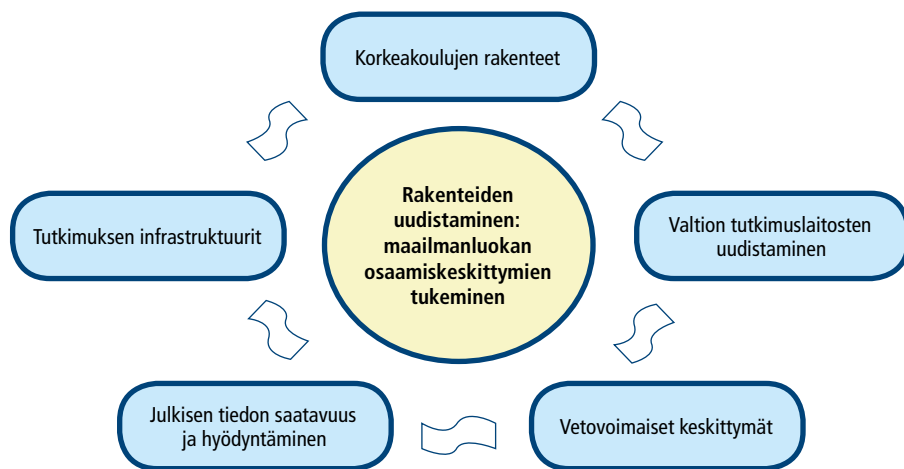 Korkeakoulujen rakenteet
Rakenteiden
uudistaminen:
maailmanluokan
osaamiskeskittymien
tukeminen
Tutkimuksen infrastruktuurit
Valtion tutkimuslaitosten
uudistaminen
Julkisen tiedon saatavuus
ja hyödyntäminen
Vetovoimaiset keskittymät